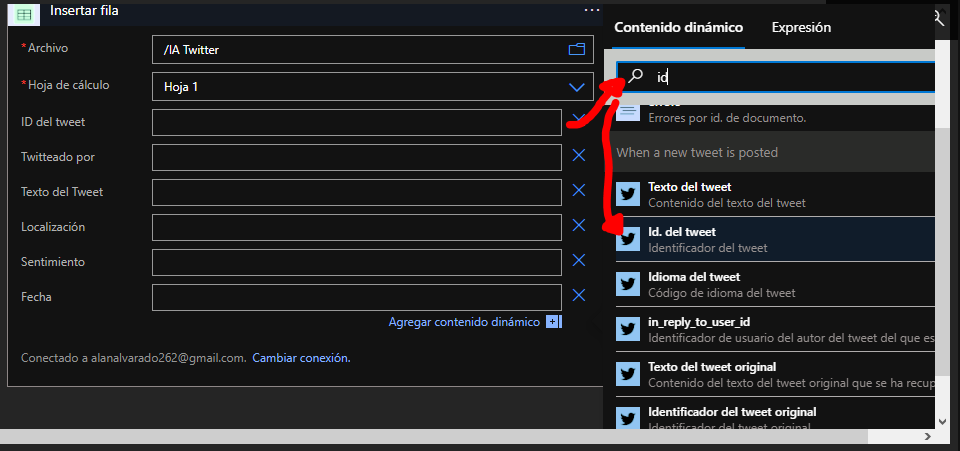 Insertar fila
...
Contenido dinámico
Expresión
* Archivo
/IA Twitter
id
* Hoja de cálculo
Hoja 1
Errores por id. de documento.
ID del tweet
When a new tweet is posted
Twitteado por
Texto del tweet
Contenido del texto del tweet
Texto del Tweet
Localización
Id. del tweet
Identificador del tweet
Sentimiento
Idioma del tweet
Código de idioma del tweet
Fecha
in_reply_to_user_id
Identificador de usuario del autor del tweet del que es
Agregar contenido dinámico
Conectado a alanalvarado262@gmail.com. Cambiar conexión.
Texto del tweet original
Contenido del texto del tweet original que se ha recup
Identificador del tweet original
Identificador del tweet original.